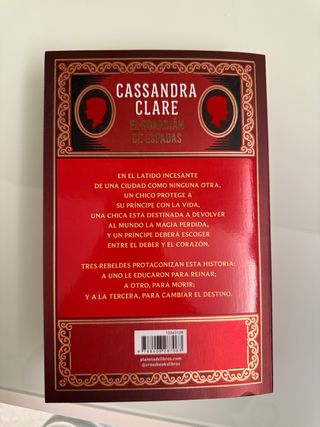 CASSANDRA
CLARE
EL GUARDIÁN
DE ESPADAS
EN EL LATIDO INCESANTE
DE UNA CIUDAD COMO NINGUNA OTRA,
UN CHICO PROTEGE A
SU PRÍNCIPE CON LA VIDA,
UNA CHICA ESTÁ DESTINADA A DEVOLVER
AL MUNDO LA MAGIA PERDIDA,
Y UN PRÍNCIPE DEBERÁ ESCOGER
ENTRE EL DEBER Y EL CORAZÓN.
TRES REBELDES PROTAGONIZAN ESTA HISTORIA:
A UNO LE EDUCARON PARA REINAR;
A OTRO, PARA MORIR;
Y A LA TERCERA, PARA CAMBIAR EL DESTINO.
planetadelibros.com
@crossbookslibros